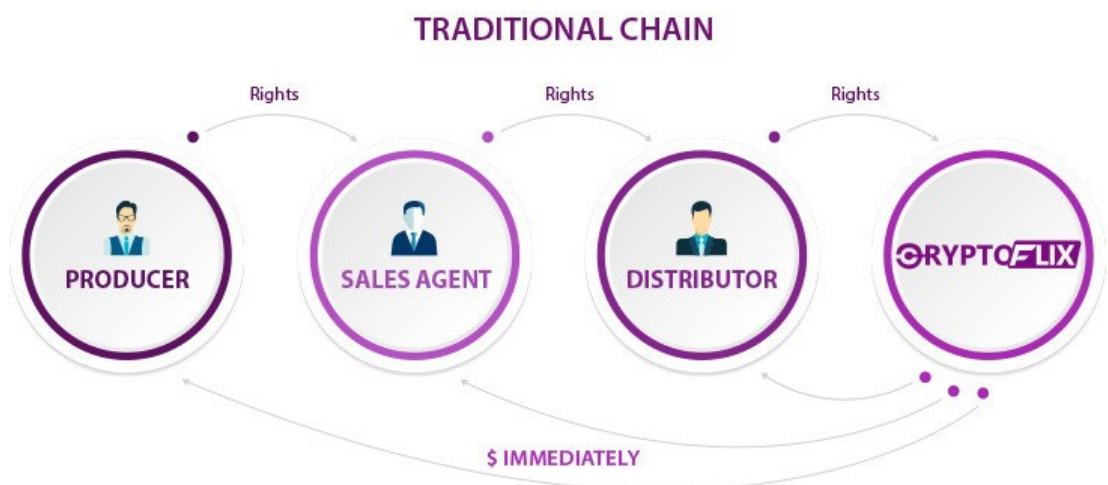 TRADITIONAL CHAIN
Rights
Rights
Rights
PRODUCER
SALES AGENT
DISTRIBUTOR
CRYPTOFLIX
$ IMMEDIATELY